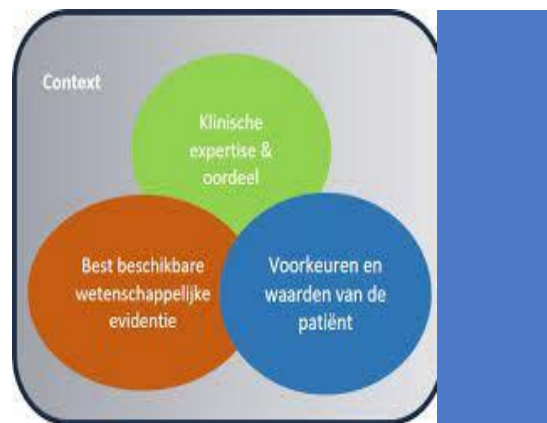 Context
Klinische
expertise &
oordeel
Best beschikbare
wetenschappelijke
evidentie
Voorkeuren en
waarden van de
patiënt